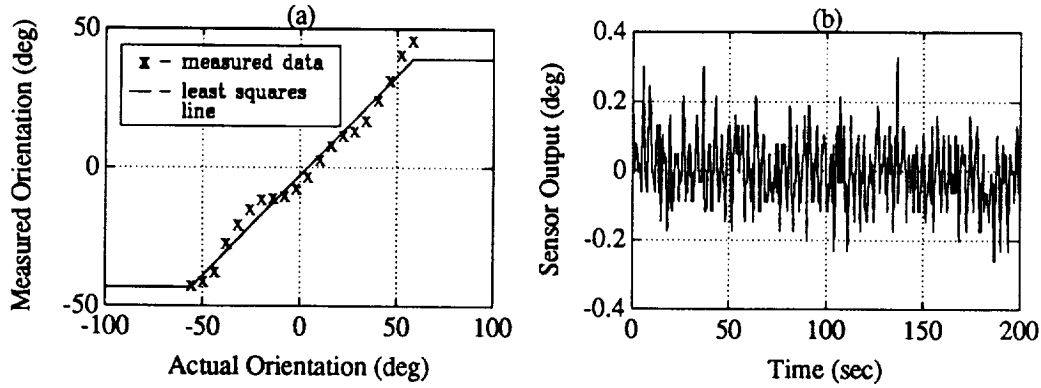 (a)
50
0
-50
-100
-50
0
50
100
Measured Orientation (deg)
Actual Orientation (deg)
x - measured data
— - least squares
line
(b)
0.4
0.2
0
-0.2
-0.4
0
50
100
150
200
Sensor Output (deg)
Time (sec)